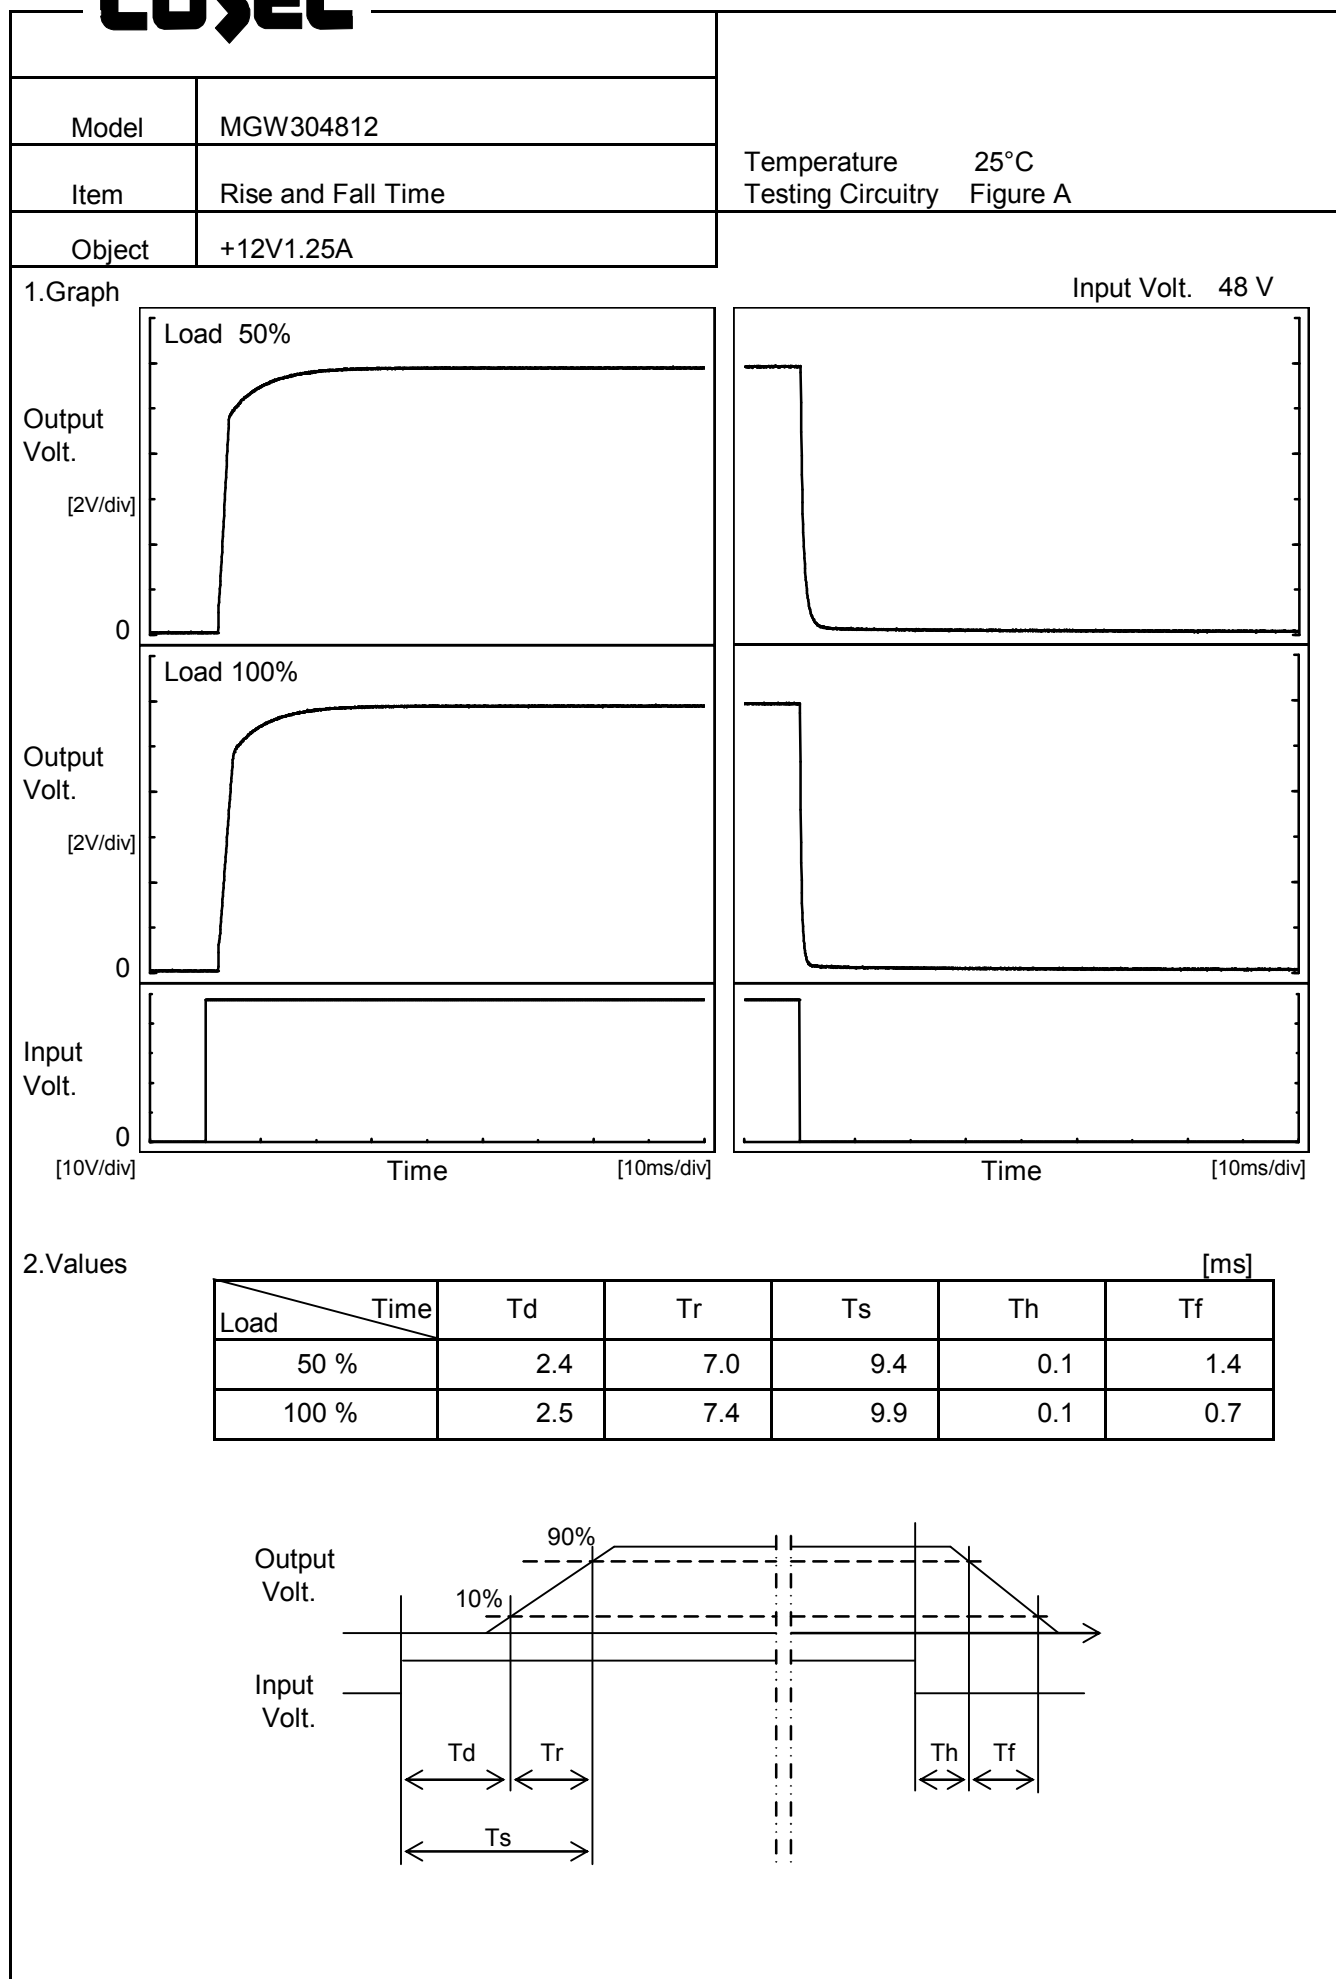 COSEL
Model MGW304812
Temperature 25°C
Item Rise and Fall Time Testing Circuitry Figure A
Object +12V1.25A
1.Graph Input Volt. 48 V
Load 50%
Output
Volt.
[2V/div]
0
Load 100%
Output
Volt.
[2V/div]
0
Input
Volt.
0
[10V/div] Time [10ms/div] Time [10ms/div]
2.Values [ms]
Time Td Tr Ts Th Tf
Load
50 % 2.4 7.0 9.4 0.1 1.4
100 % 2.5 7.4 9.9 0.1 0.7
90%
Output
Volt.
10%
Input
Volt.
Td Tr Th Tf
Ts